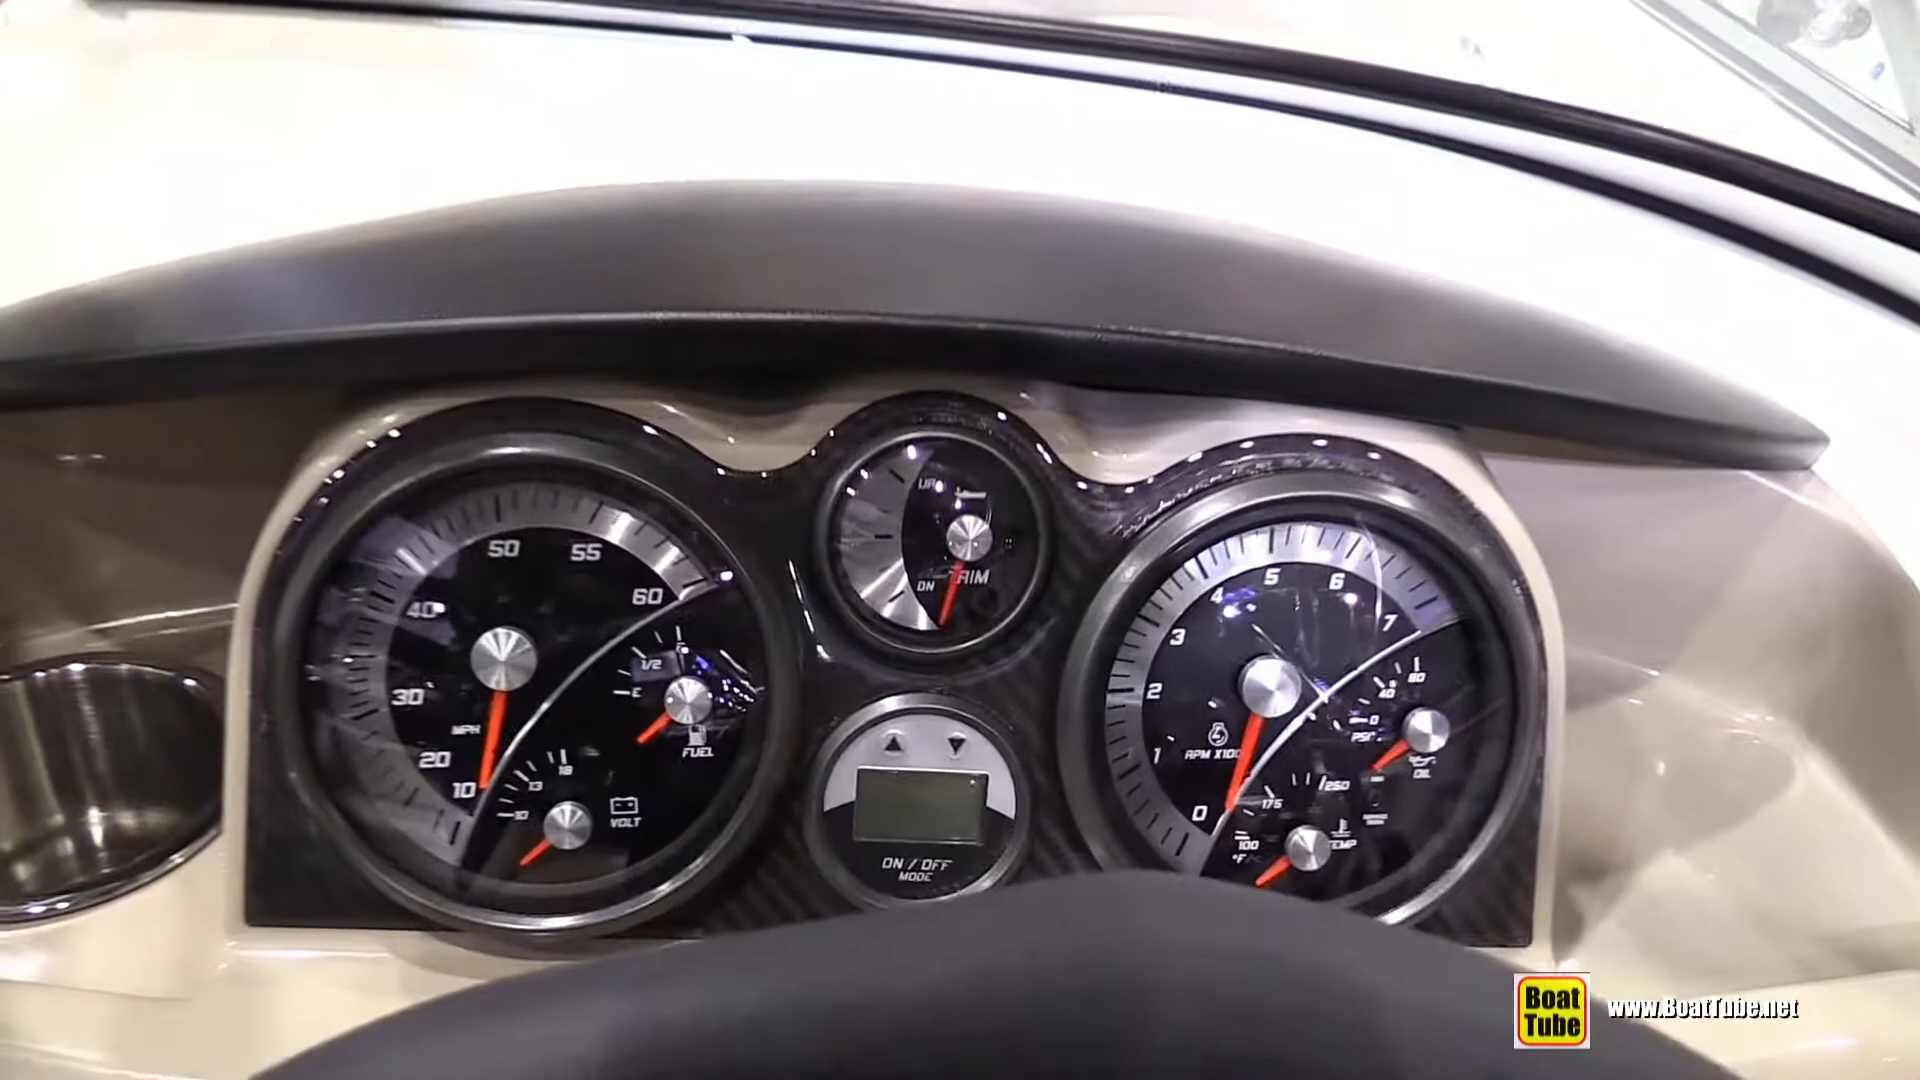 50 55
40 60
30
MPH
20
10
1/2
E
FUEL
18
13
10
VOLT
UP
DN TRIM
ON / OFF
MODE
5 6
4 7
3
2
1
0
RPM X1000
80
40
0
PSI
OIL
250
175
100
°F
TEMP
Boat
Tube
www.BoatTube.net